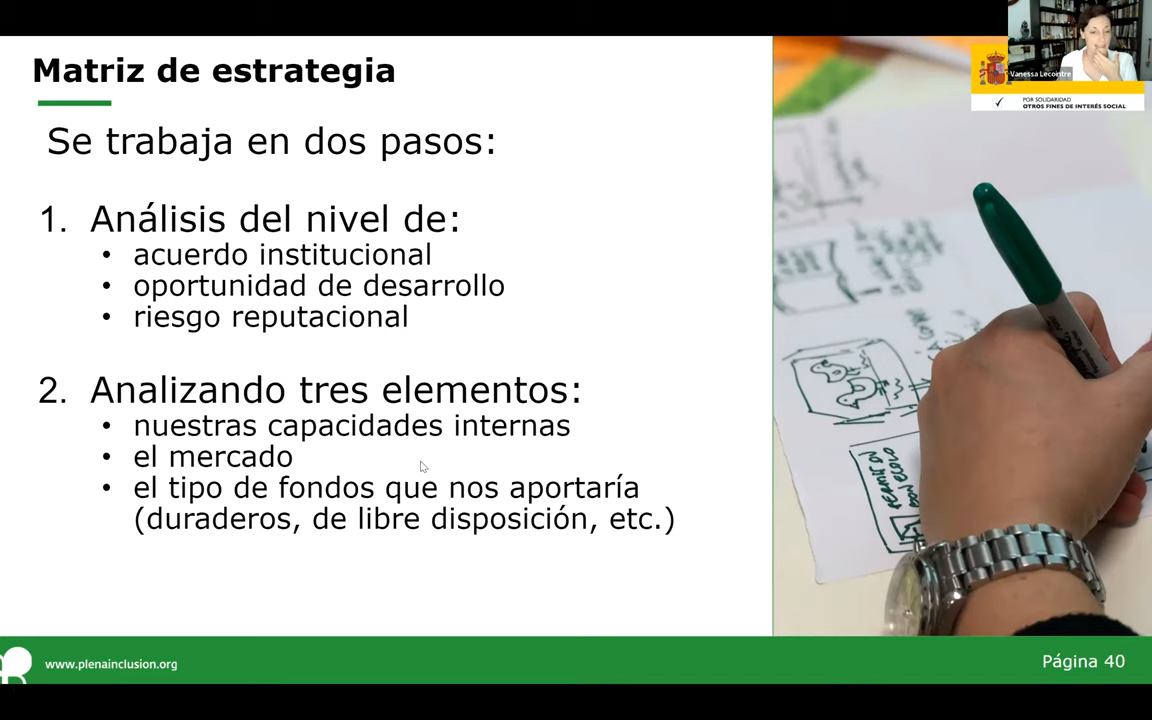 Vanessa Lecointre
POR SOLIDARIDAD
OTROS FINES DE INTERÉS SOCIAL
Matriz de estrategia
Se trabaja en dos pasos:
1. Análisis del nivel de:
• acuerdo institucional
• oportunidad de desarrollo
• riesgo reputacional
2. Analizando tres elementos:
• nuestras capacidades internas
• el mercado
• el tipo de fondos que nos aportaría
(duraderos, de libre disposición, etc.)
www.plenainclusion.org
Página 40